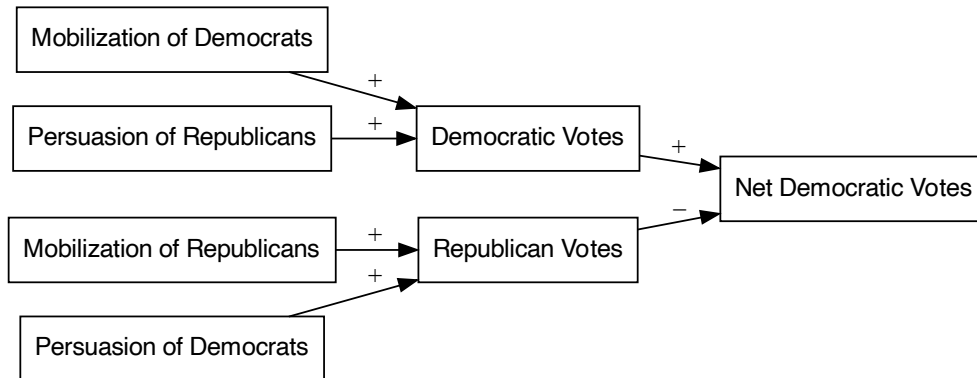 Mobilization of Democrats
+
Persuasion of Republicans
+
Democratic Votes
+
Net Democratic Votes
−
Mobilization of Republicans
+
Republican Votes
+
Persuasion of Democrats